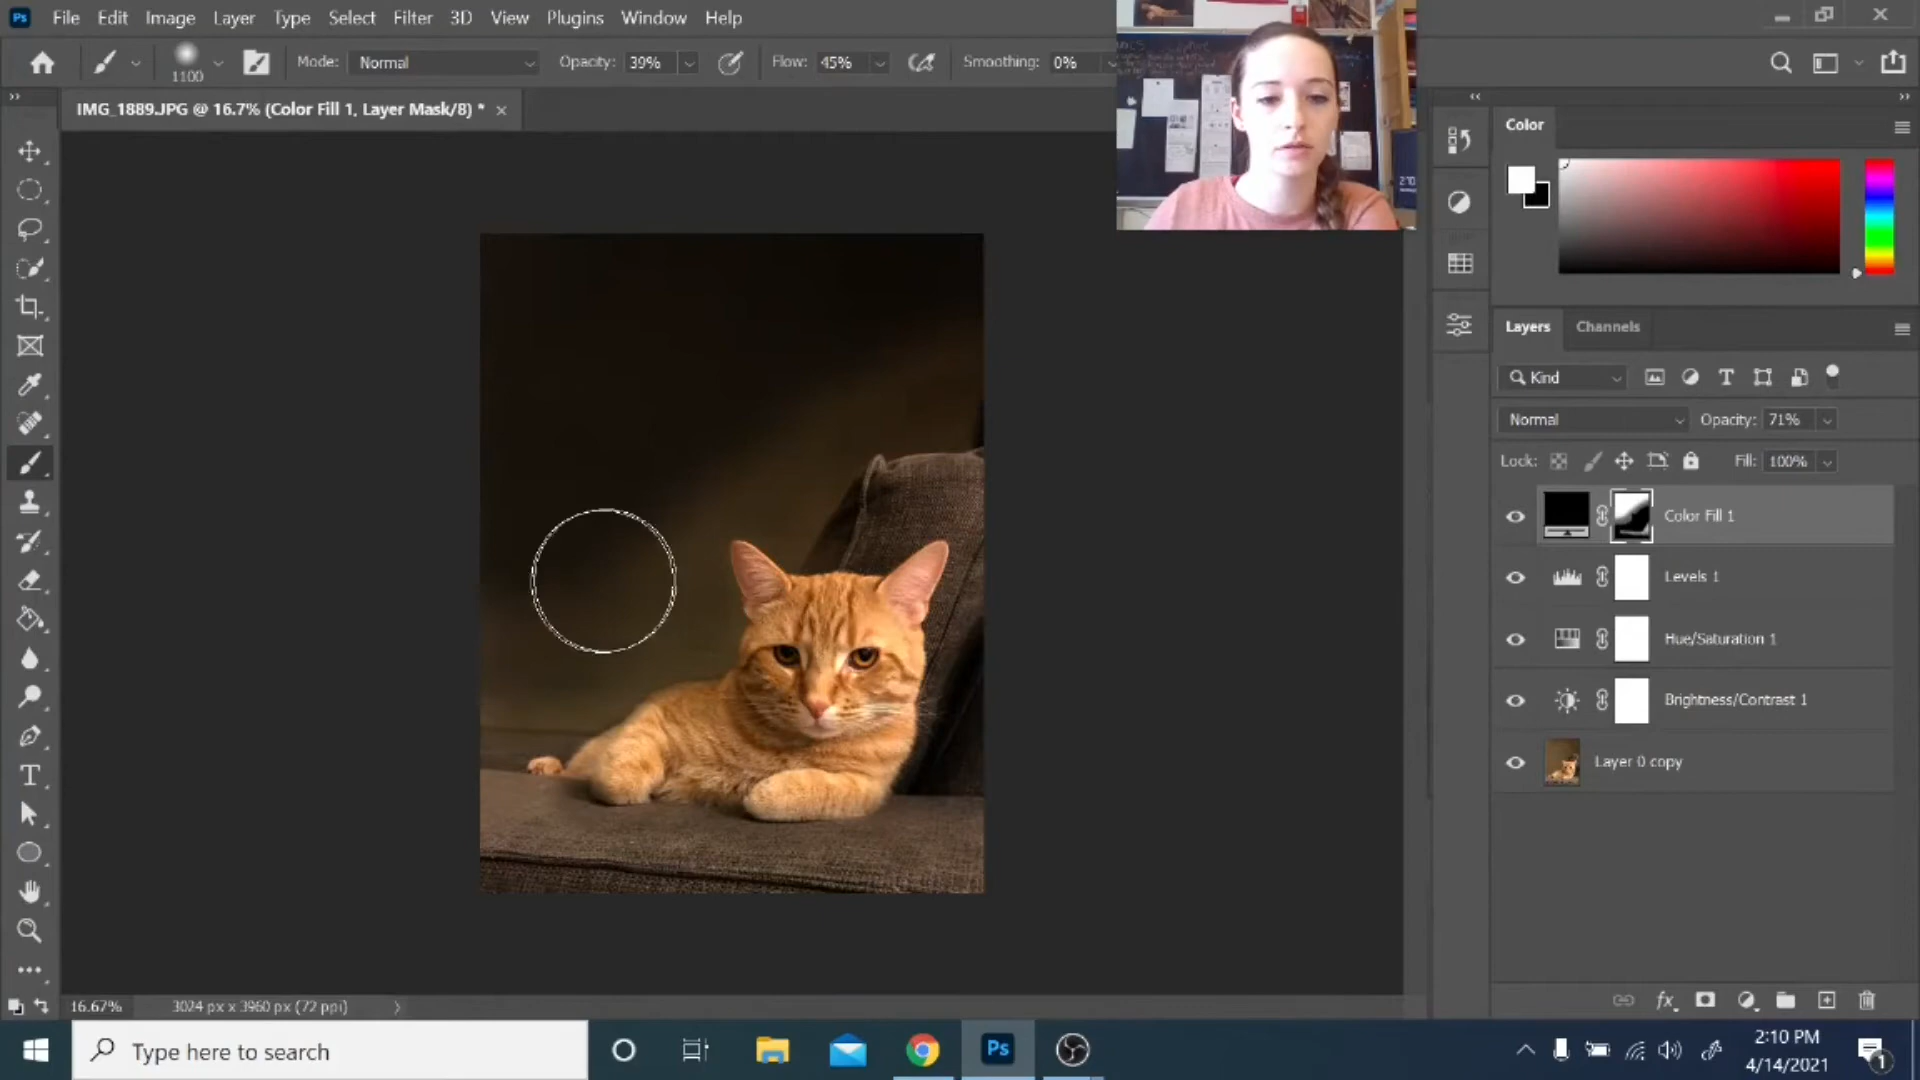 Ps File Edit Image Layer Type Select Filter 3D View Plugins Window Help
1100 Mode: Normal Opacity: 39% Flow: 45% Smoothing: 0%
IMG_1889.JPG @ 16.7% (Color Fill 1, Layer Mask/8) *
Color
Layers Channels
Kind
Normal Opacity: 71%
Lock: Fill: 100%
Color Fill 1
Levels 1
Hue/Saturation 1
Brightness/Contrast 1
Layer 0 copy
16.67% 3024 px x 3960 px (72 ppi)
Type here to search
Ps
2:10 PM
4/14/2021
1